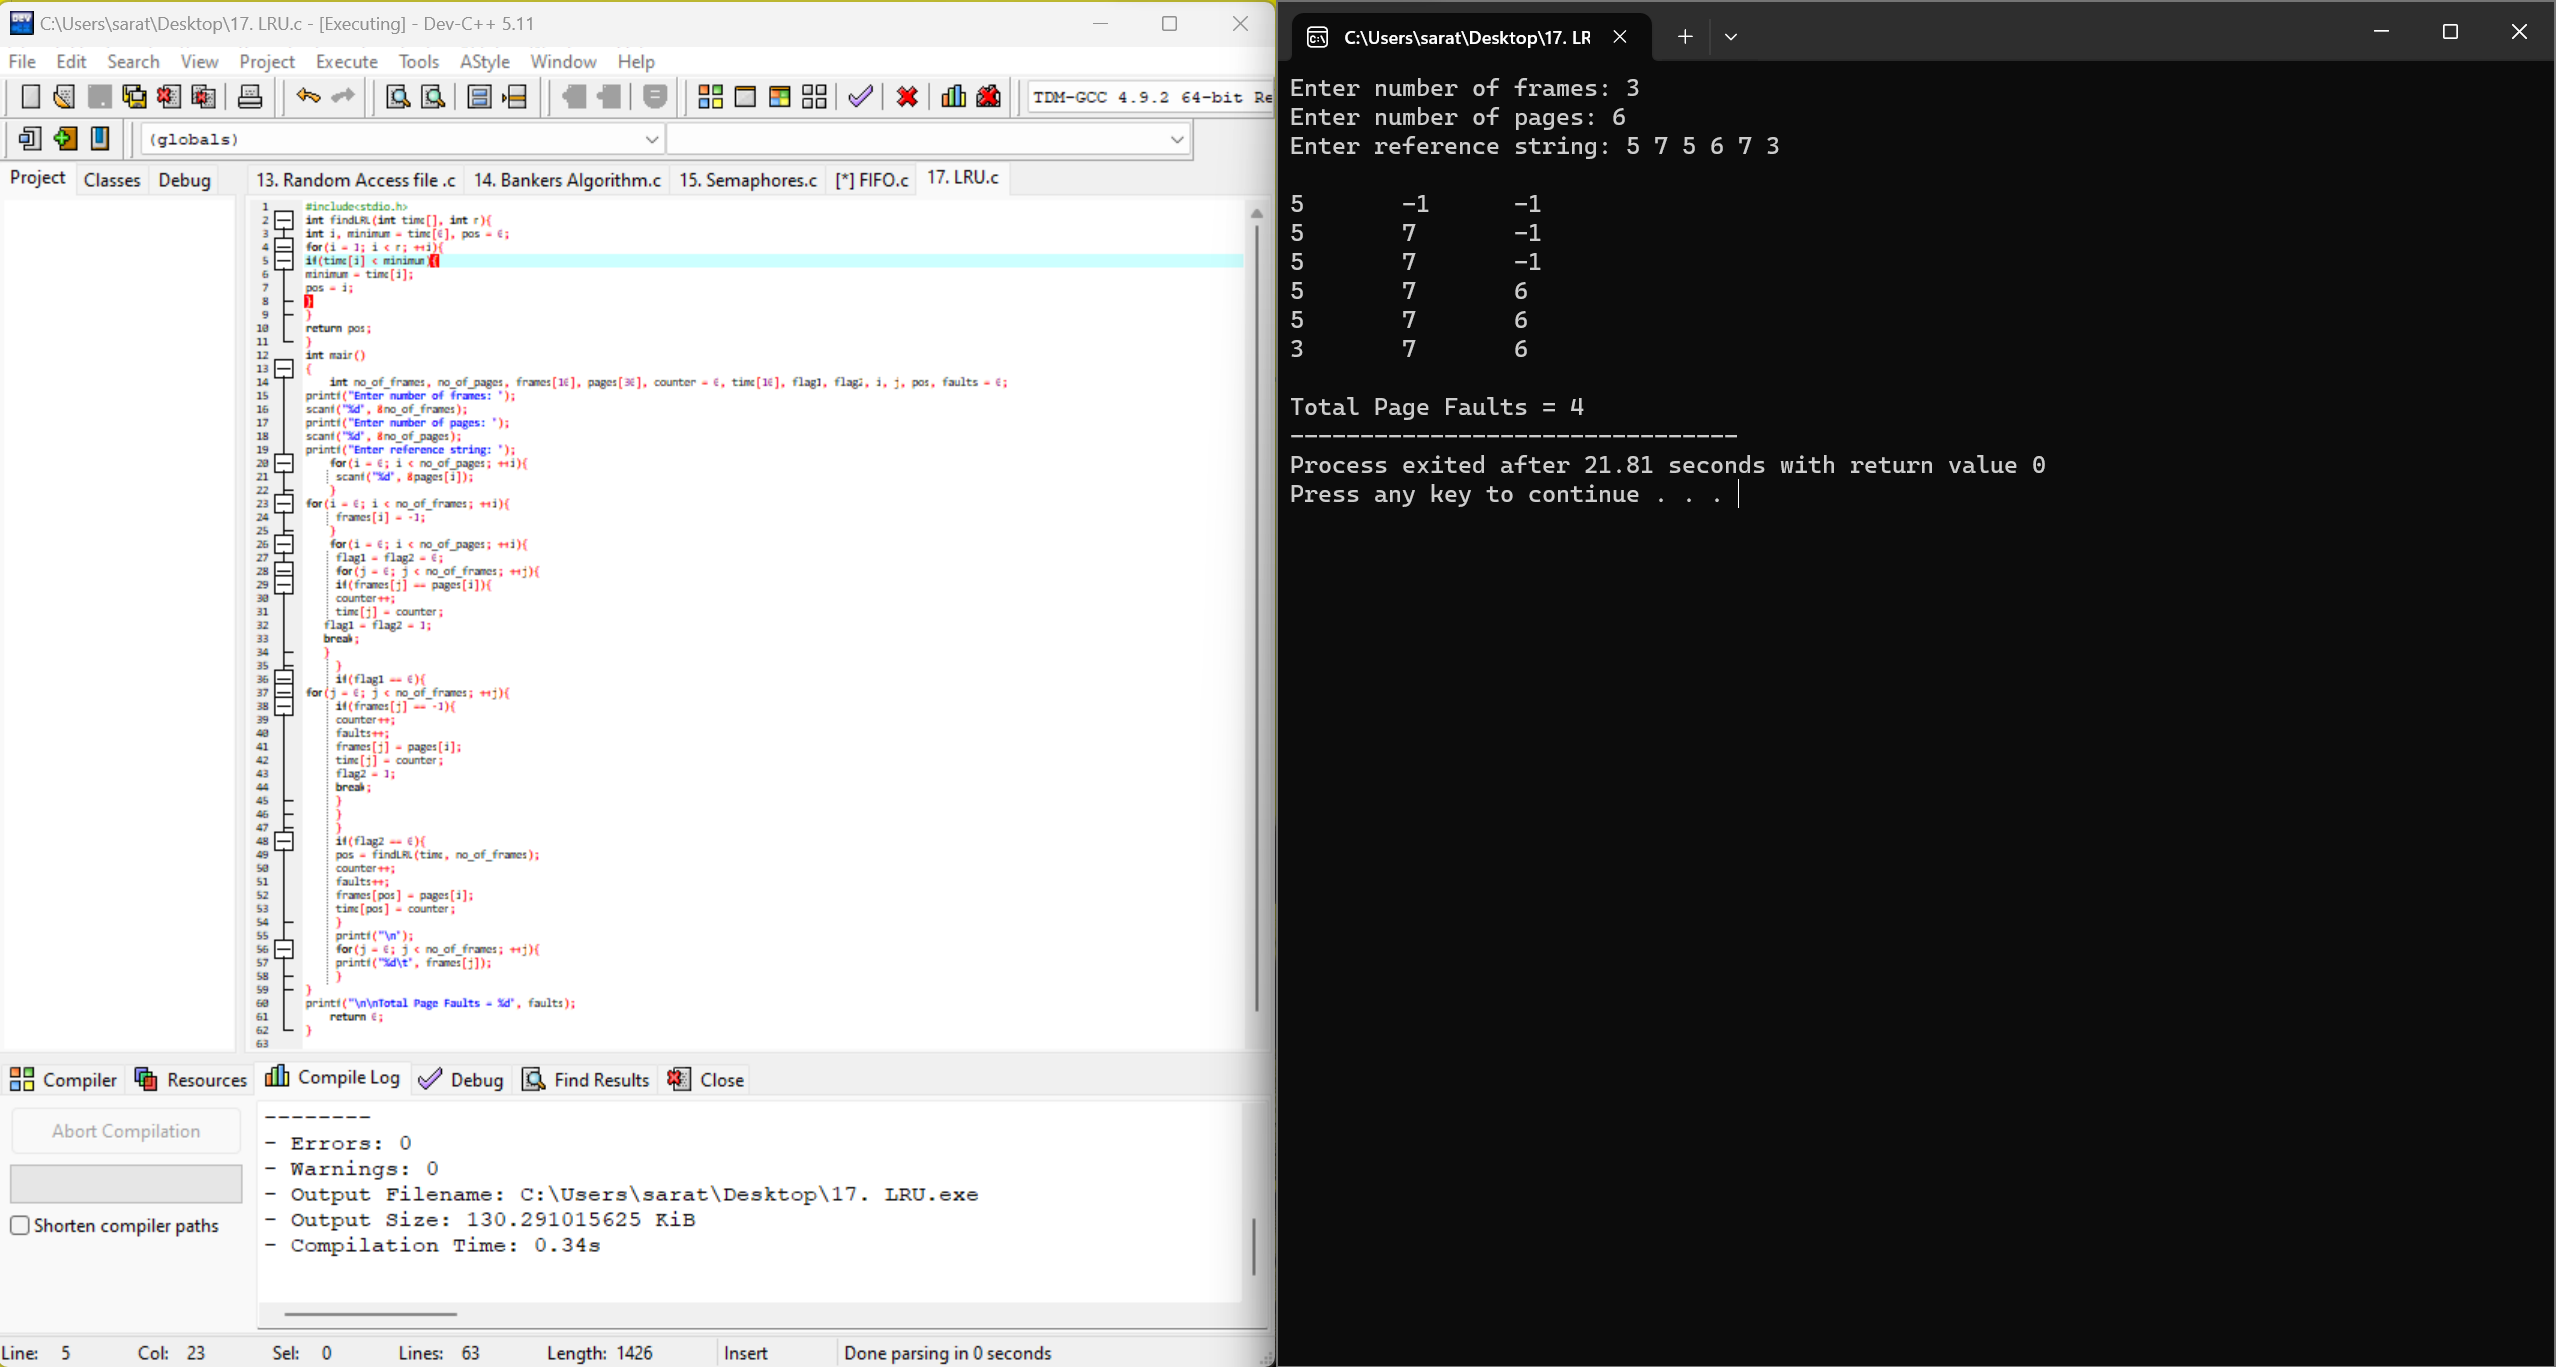 C:\Users\sarat\Desktop\17. LRU.c - [Executing] - Dev-C++ 5.11
File Edit Search View Project Execute Tools AStyle Window Help
TDM-GCC 4.9.2 64-bit Re
(globals)
Project Classes Debug
13. Random Access file .c 14. Bankers Algorithm.c 15. Semaphores.c [*] FIFO.c 17. LRU.c
1 #include<stdio.h>
2 int findLRU(int time[], int r){
3 int i, minimum = time[0], pos = 0;
4 for(i = 1; i < r; ++i){
5 if(time[i] < minimum){
6 minimum = time[i];
7 pos = i;
8 }
9 }
10 return pos;
11 }
12 int main()
13 {
14 int no_of_frames, no_of_pages, frames[10], pages[30], counter = 0, time[10], flag1, flag2, i, j, pos, faults = 0;
15 printf("Enter number of frames: ");
16 scanf("%d", &no_of_frames);
17 printf("Enter number of pages: ");
18 scanf("%d", &no_of_pages);
19 printf("Enter reference string: ");
20 for(i = 0; i < no_of_pages; ++i){
21 scanf("%d", &pages[i]);
22 }
23 for(i = 0; i < no_of_frames; ++i){
24 frames[i] = -1;
25 }
26 for(i = 0; i < no_of_pages; ++i){
27 flag1 = flag2 = 0;
28 for(j = 0; j < no_of_frames; ++j){
29 if(frames[j] == pages[i]){
30 counter++;
31 time[j] = counter;
32 flag1 = flag2 = 1;
33 break;
34 }
35 }
36 if(flag1 == 0){
37 for(j = 0; j < no_of_frames; ++j){
38 if(frames[j] == -1){
39 counter++;
40 faults++;
41 frames[j] = pages[i];
42 time[j] = counter;
43 flag2 = 1;
44 break;
45 }
46 }
47 }
48 if(flag2 == 0){
49 pos = findLRU(time, no_of_frames);
50 counter++;
51 faults++;
52 frames[pos] = pages[i];
53 time[pos] = counter;
54 }
55 printf("\n");
56 for(j = 0; j < no_of_frames; ++j){
57 printf("%d\t", frames[j]);
58 }
59 }
60 printf("\n\nTotal Page Faults = %d", faults);
61 return 0;
62 }
63
Compiler Resources Compile Log Debug Find Results Close
Abort Compilation
Shorten compiler paths
--------
- Errors: 0
- Warnings: 0
- Output Filename: C:\Users\sarat\Desktop\17. LRU.exe
- Output Size: 130.291015625 KiB
- Compilation Time: 0.34s
Line: 5 Col: 23 Sel: 0 Lines: 63 Length: 1426 Insert Done parsing in 0 seconds
C:\Users\sarat\Desktop\17. LR
Enter number of frames: 3
Enter number of pages: 6
Enter reference string: 5 7 5 6 7 3
5 -1 -1
5 7 -1
5 7 -1
5 7 6
5 7 6
3 7 6
Total Page Faults = 4
--------------------------------
Process exited after 21.81 seconds with return value 0
Press any key to continue . . .